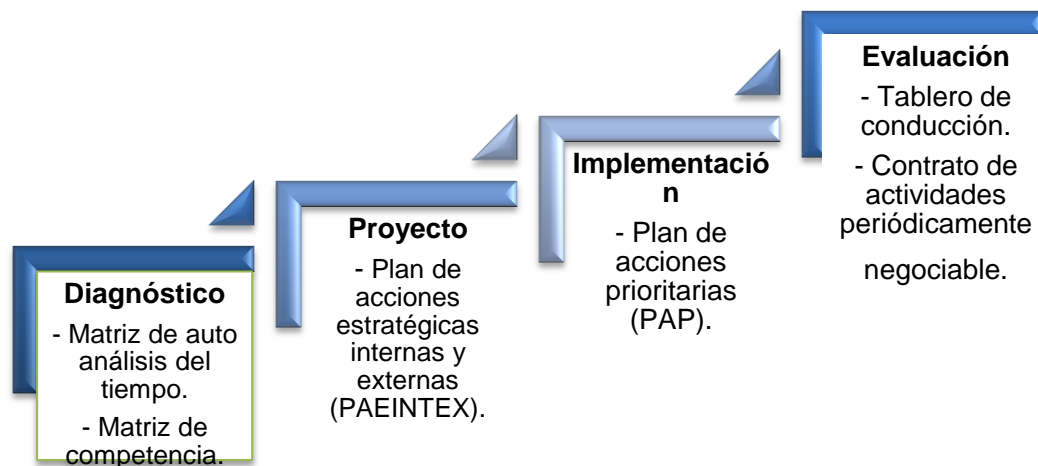 Diagnóstico
- Matriz de auto
análisis del
tiempo.
- Matriz de
competencia.
Proyecto
- Plan de
acciones
estratégicas
internas y
externas
(PAEINTEX).
Implementació
n
- Plan de
acciones
prioritarias
(PAP).
Evaluación
- Tablero de
conducción.
- Contrato de
actividades
periódicamente
negociable.